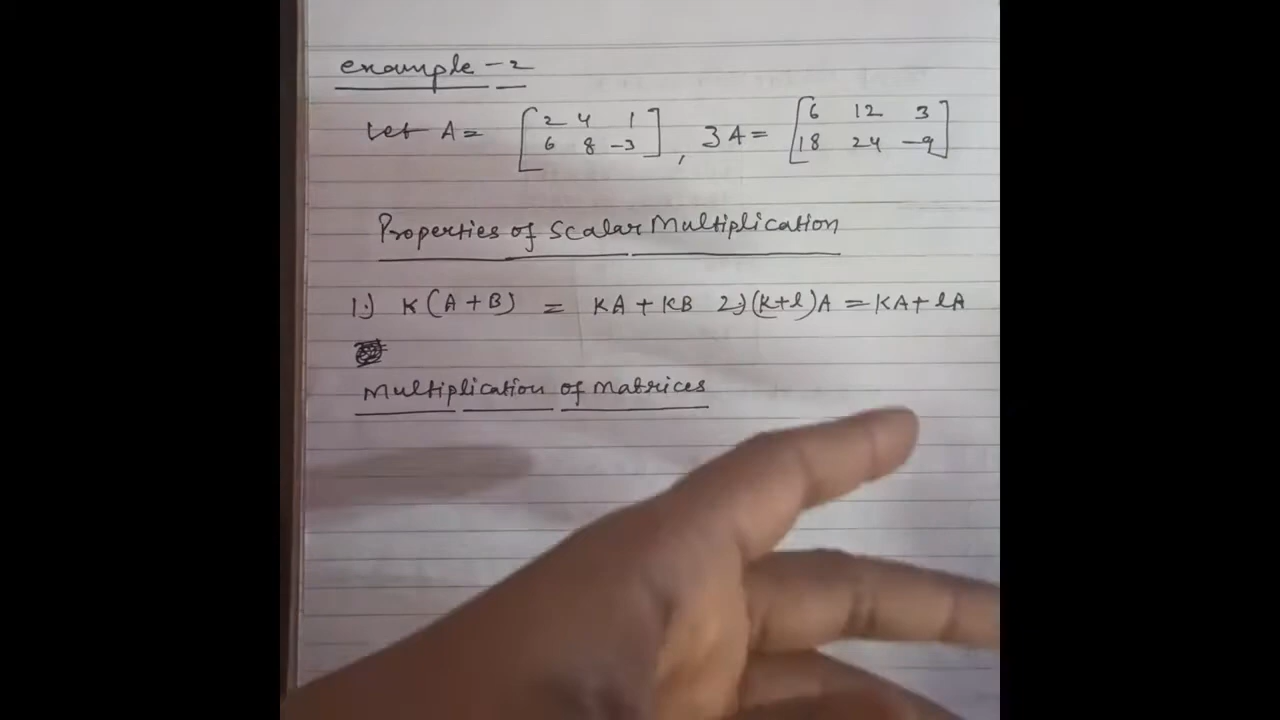 example - 2
Let A = [2 4 1 6 8 -3], 3A = [6 12 3 18 24 -9]
Properties of Scalar Multiplication
1.) K(A+B) = KA + KB 2.) (k+l)A = KA + lA
Multiplication of Matrices